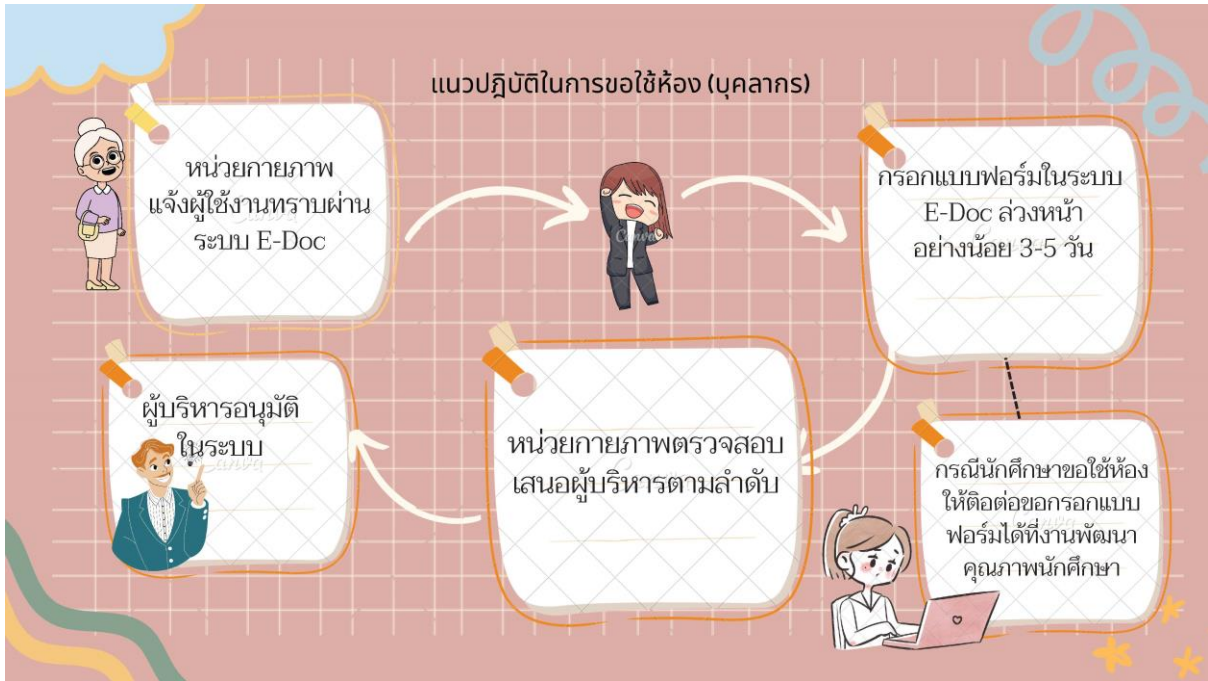 แนวปฎิบัติในการขอใช้ห้อง (บุคลากร)
หน่วยกายภาพ
แจ้งผู้ใช้งานทราบผ่าน
ระบบ E-Doc
กรอกแบบฟอร์มในระบบ
E-Doc ล่วงหน้า
อย่างน้อย 3-5 วัน
ผู้บริหารอนุมัติ
ในระบบ
หน่วยกายภาพตรวจสอบ
เสนอผู้บริหารตามลำดับ
กรณีนักศึกษาขอใช้ห้อง
ให้ติอต่อขอกรอกแบบ
ฟอร์มได้ที่งานพัฒนา
คุณภาพนักศึกษา
Canva